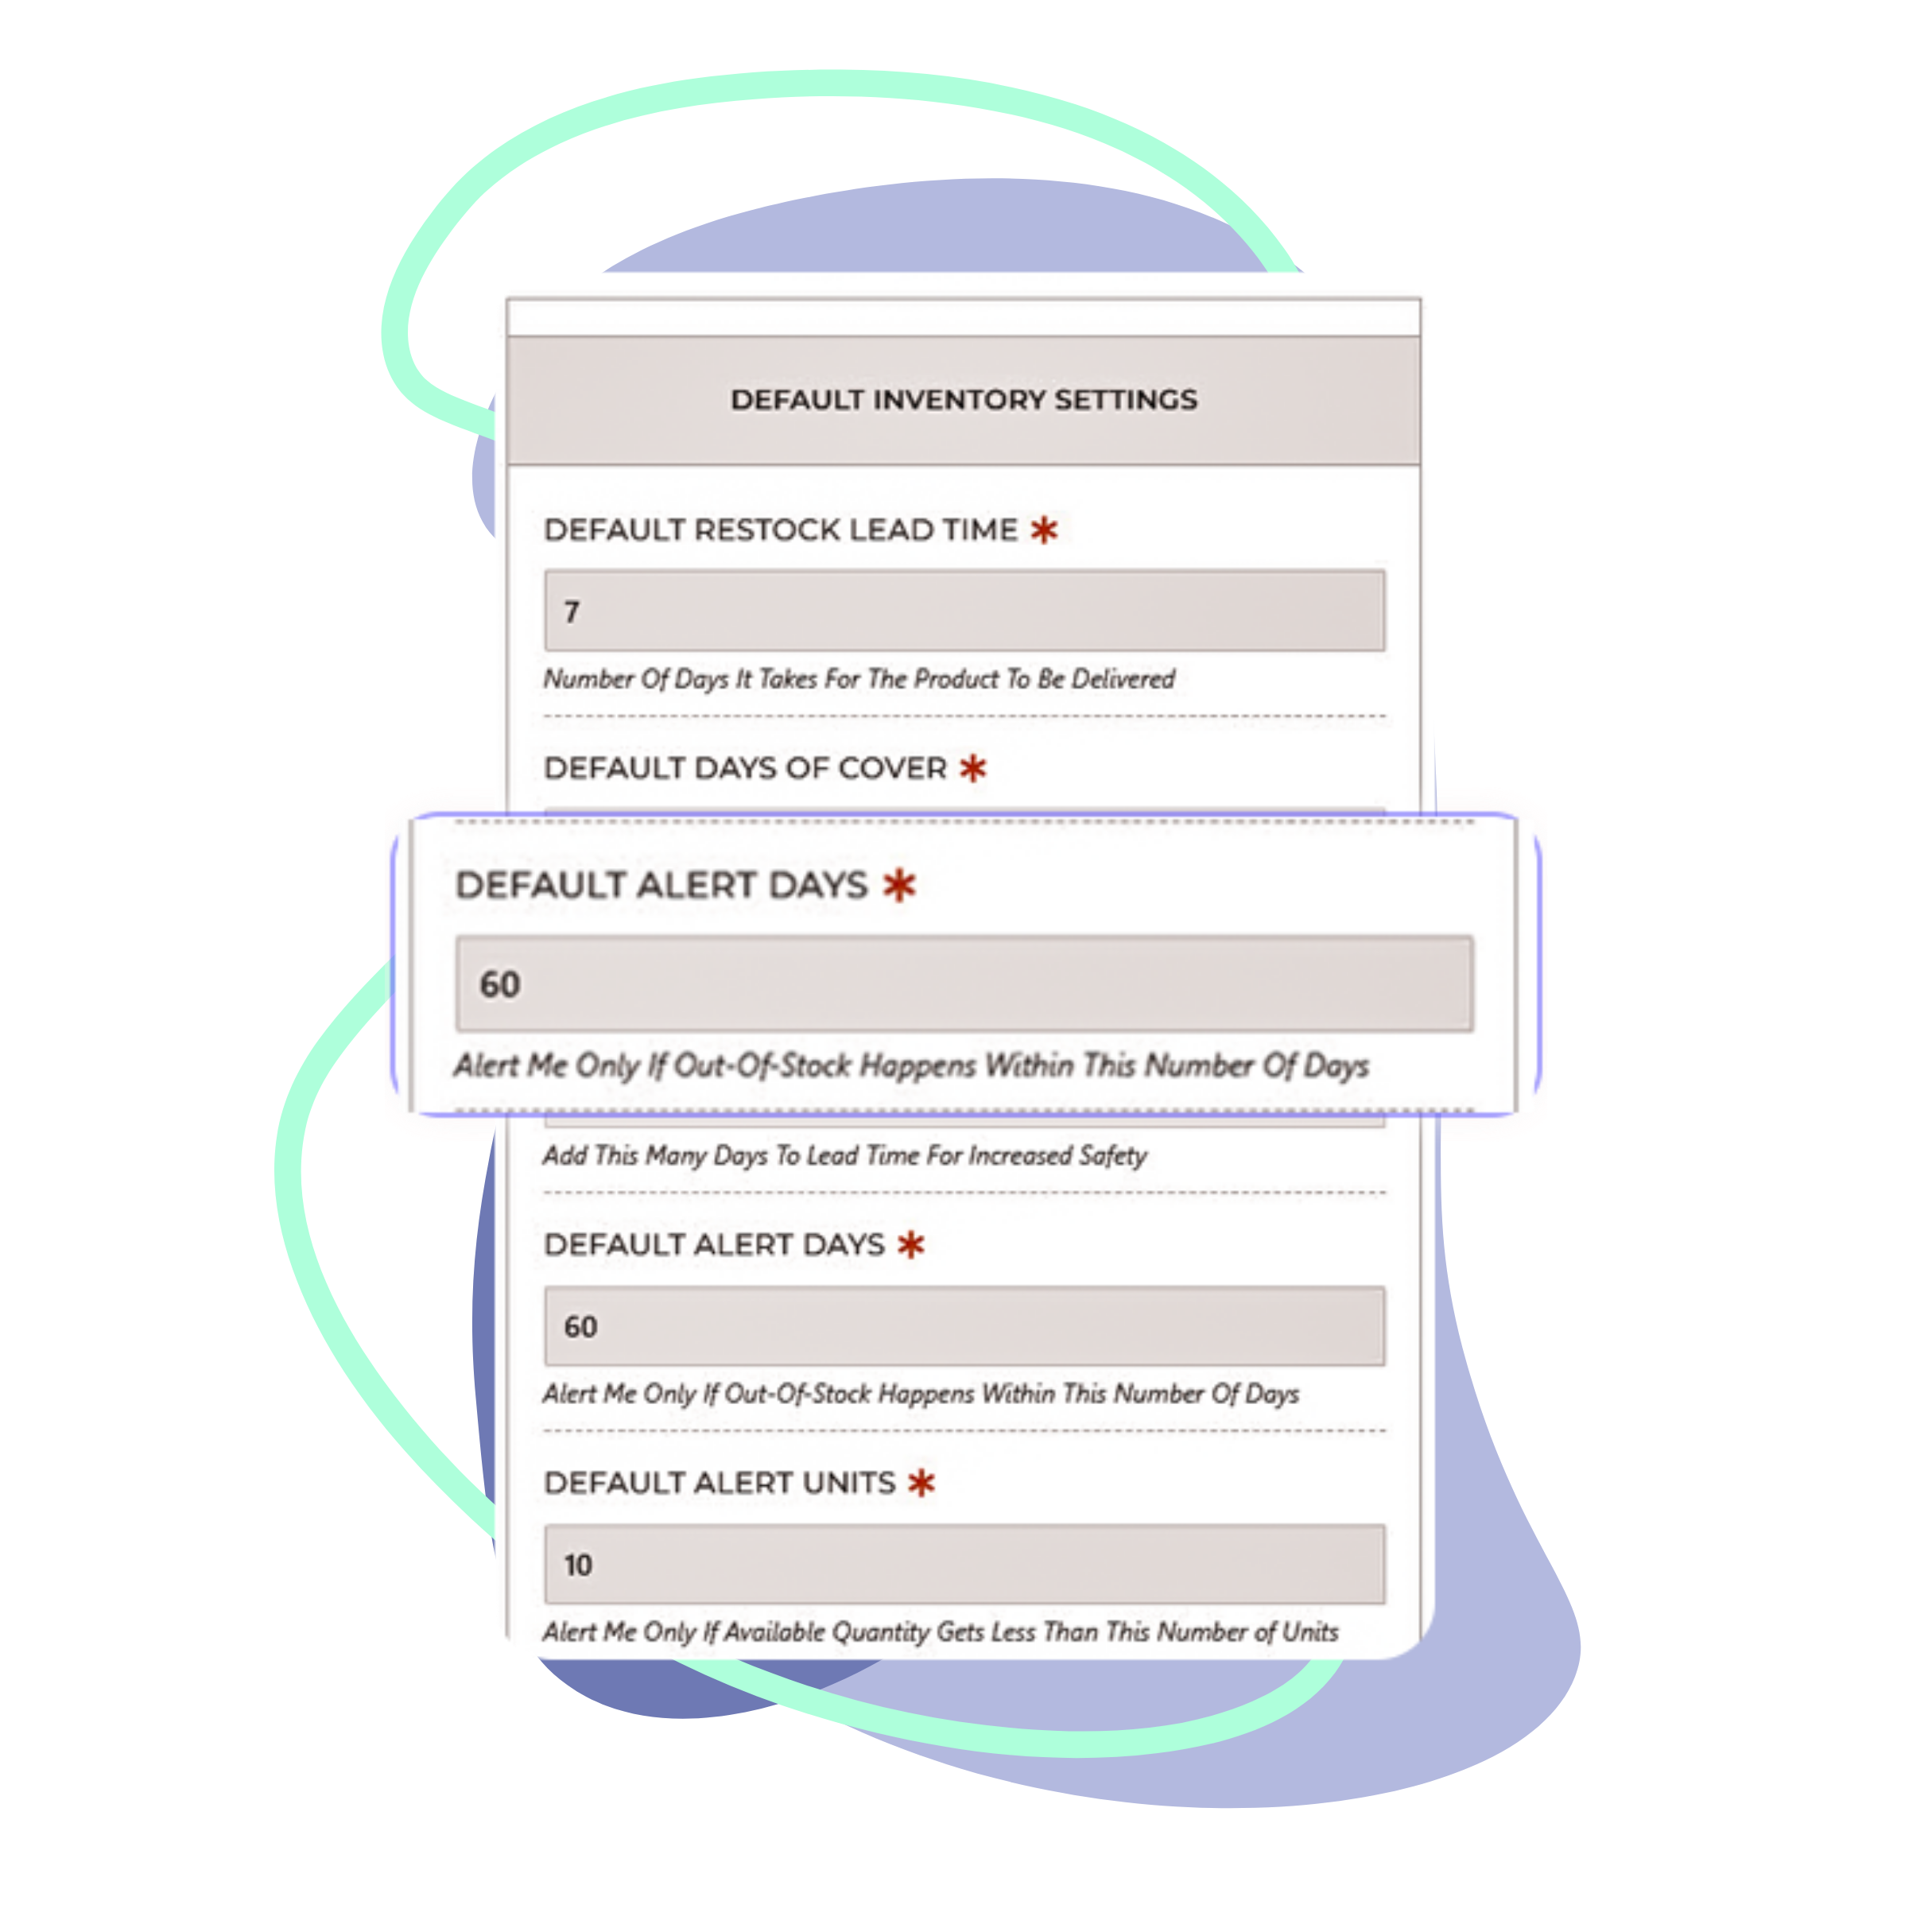 DEFAULT INVENTORY SETTINGS
DEFAULT RESTOCK LEAD TIME *
7
Number Of Days It Takes For The Product To Be Delivered
DEFAULT DAYS OF COVER *
DEFAULT ALERT DAYS *
60
Alert Me Only If Out-Of-Stock Happens Within This Number Of Days
Add This Many Days To Lead Time For Increased Safety
DEFAULT ALERT DAYS *
60
Alert Me Only If Out-Of-Stock Happens Within This Number Of Days
DEFAULT ALERT UNITS *
10
Alert Me Only If Available Quantity Gets Less Than This Number of Units